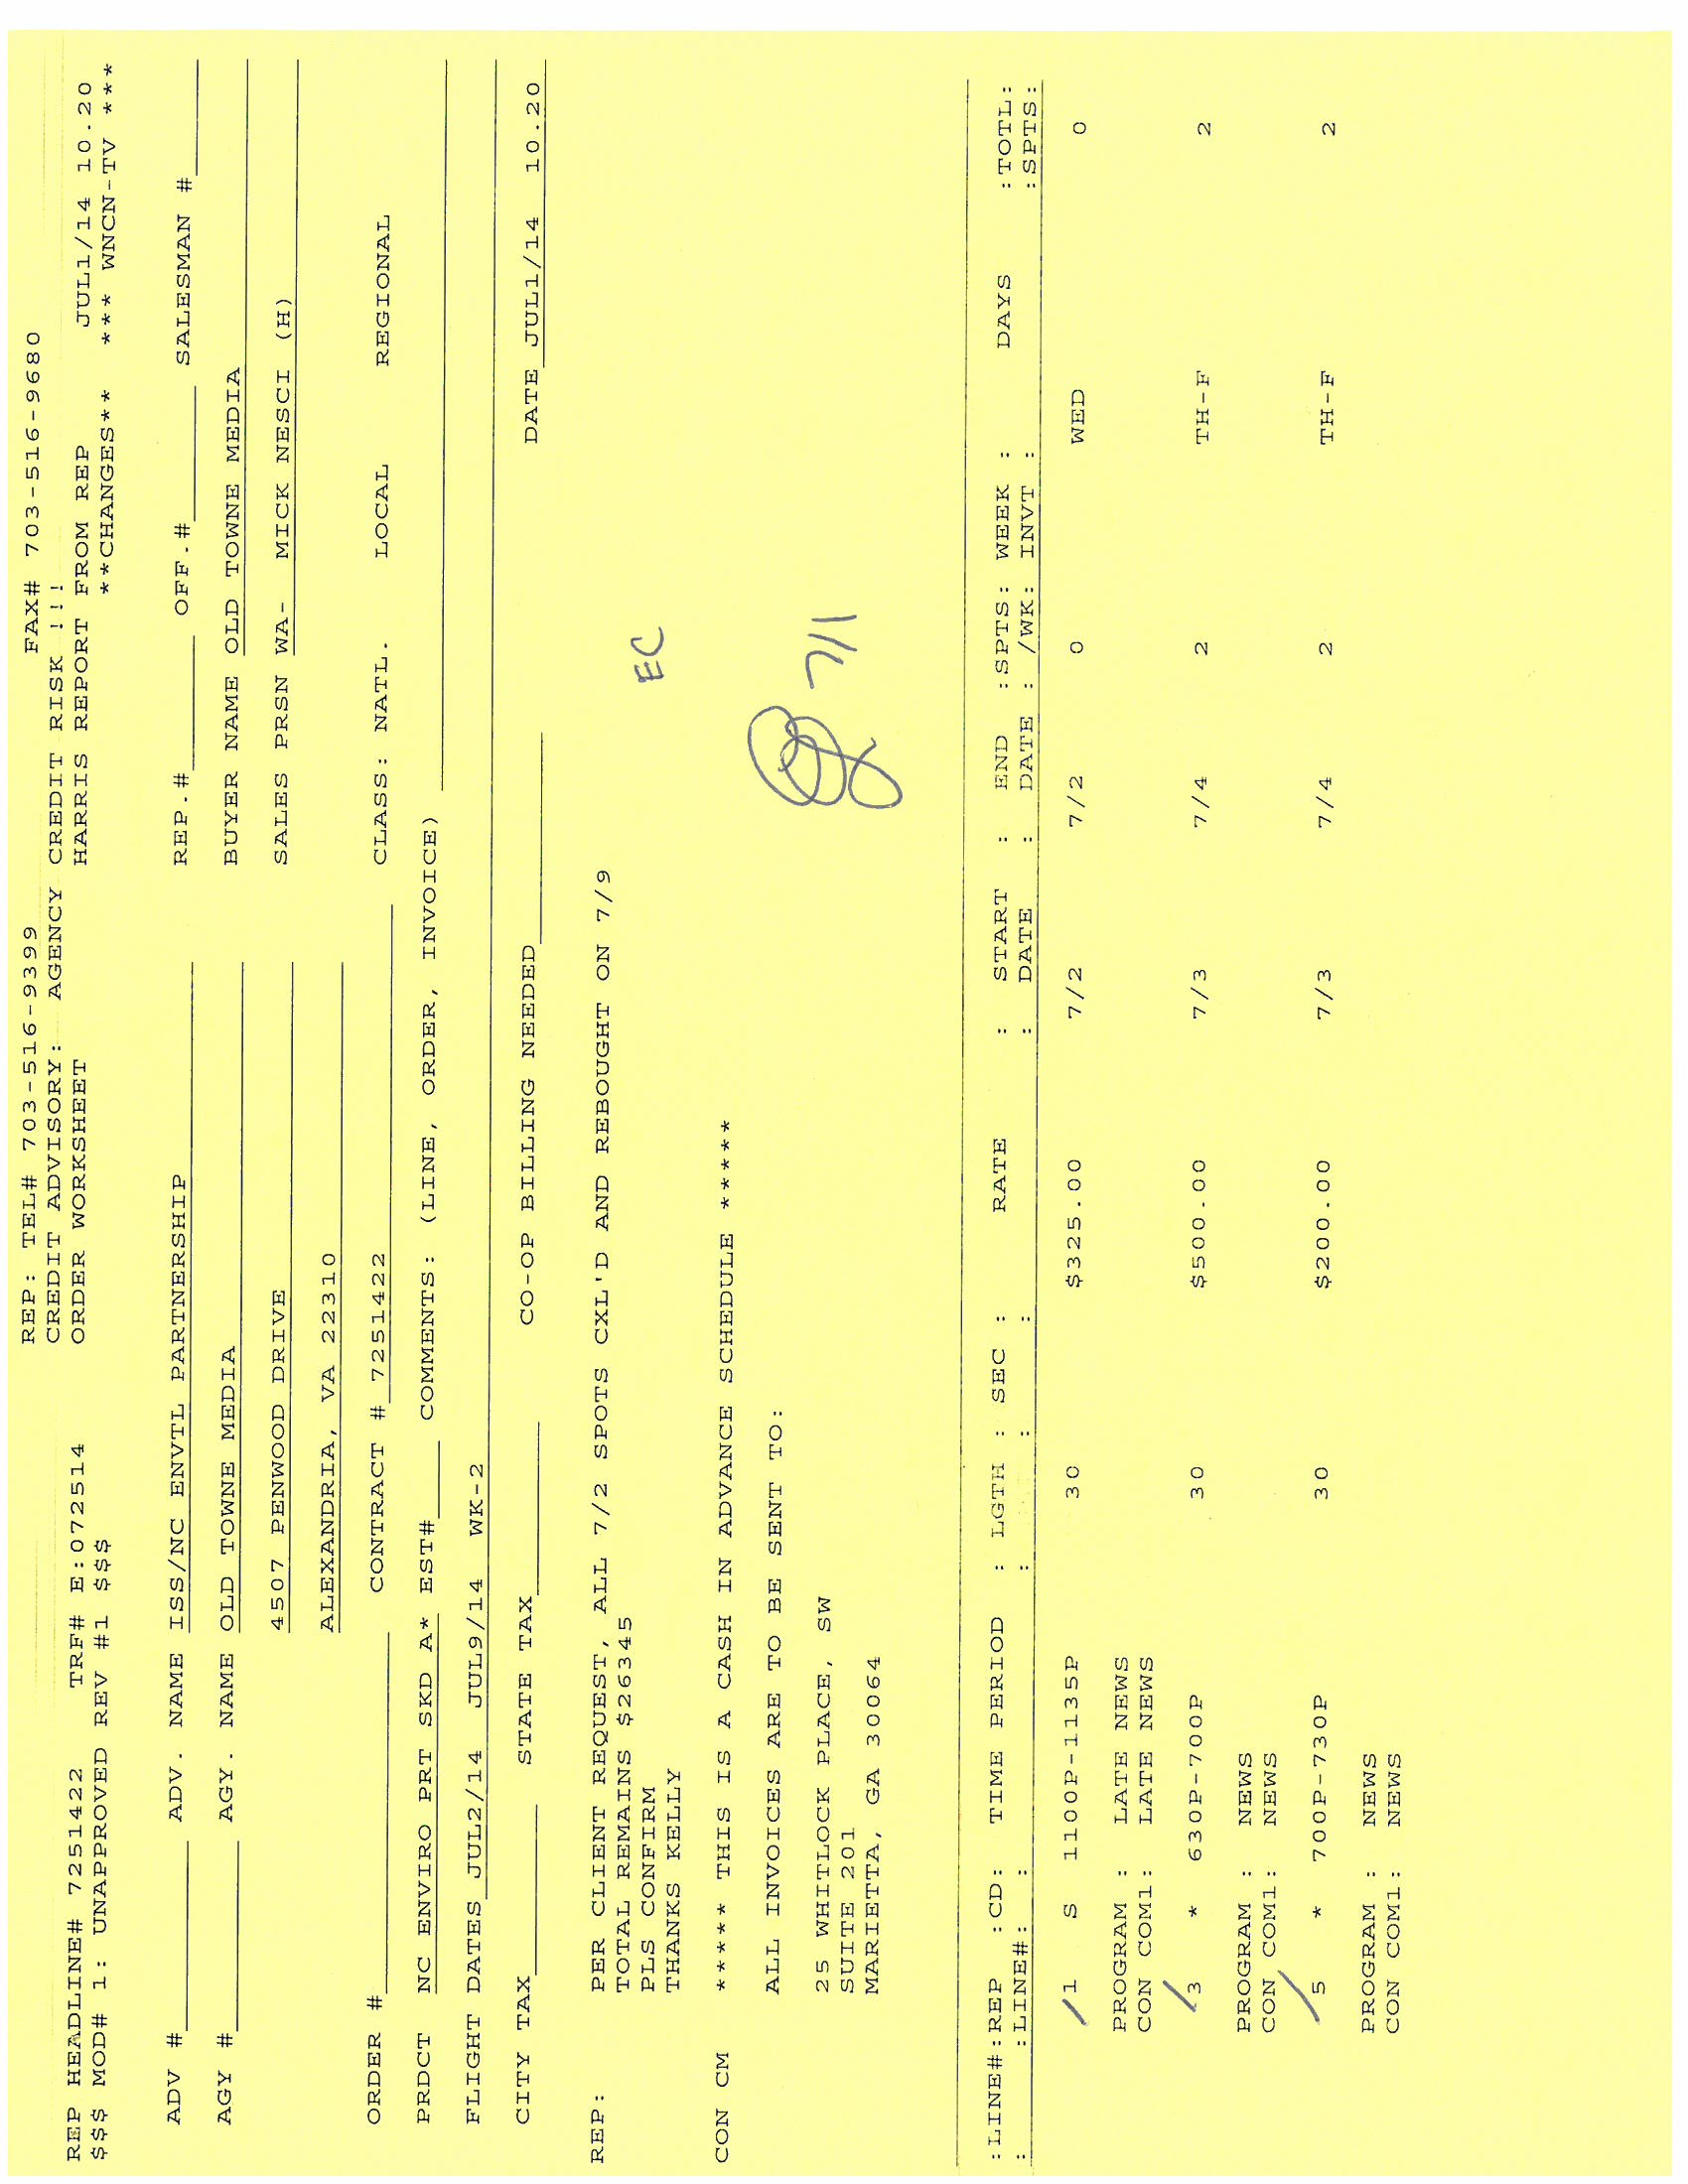 REP: TEL# 703-516-9399 FAX# 703-516-9680
CREDIT ADVISORY: AGENCY CREDIT RISK !!!
REP HEADLINE# 7251422 TRF# E:072514 ORDER WORKSHEET HARRIS REPORT FROM REP JUL1/14 10.20
$$$ MOD# 1: UNAPPROVED REV #1 $$$ **CHANGES** *** WNCN-TV ***
ADV # ADV. NAME ISS/NC ENVTL PARTNERSHIP REP.# OFF.# SALESMAN #
AGY # AGY. NAME OLD TOWNE MEDIA BUYER NAME OLD TOWNE MEDIA
4507 PENWOOD DRIVE SALES PRSN WA- MICK NESCI (H)
ALEXANDRIA, VA 22310
ORDER # CONTRACT # 7251422 CLASS: NATL. LOCAL REGIONAL
PRDCT NC ENVIRO PRT SKD A* EST# COMMENTS: (LINE, ORDER, INVOICE)
FLIGHT DATES JUL2/14 JUL9/14 WK-2
CITY TAX STATE TAX CO-OP BILLING NEEDED DATE JUL1/14 10.20
REP: PER CLIENT REQUEST, ALL 7/2 SPOTS CXL'D AND REBOUGHT ON 7/9
TOTAL REMAINS $26345
PLS CONFIRM EC
THANKS KELLY
CON CM ***** THIS IS A CASH IN ADVANCE SCHEDULE *****
ALL INVOICES ARE TO BE SENT TO:
7/1
25 WHITLOCK PLACE, SW
SUITE 201
MARIETTA, GA 30064
:LINE#:REP :CD: TIME PERIOD : LGTH : SEC : RATE : START : END :SPTS: WEEK : DAYS :TOTL:
: :LINE#: : : : : DATE : DATE : /WK: INVT : :SPTS:
/1 S 1100P-1135P 30 $325.00 7/2 7/2 0 WED 0
PROGRAM : LATE NEWS
CON COM1: LATE NEWS
/3 * 630P-700P 30 $500.00 7/3 7/4 2 TH-F 2
PROGRAM : NEWS
CON COM1: NEWS
/5 * 700P-730P 30 $200.00 7/3 7/4 2 TH-F 2
PROGRAM : NEWS
CON COM1: NEWS